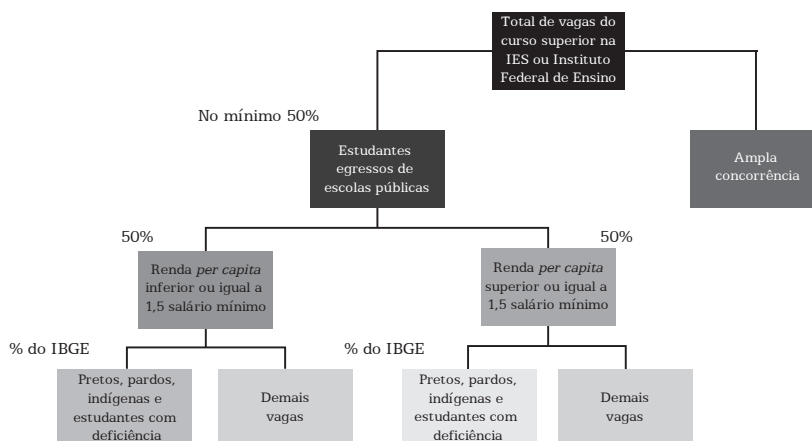 Total de vagas do
curso superior na
IES ou Instituto
Federal de Ensino
No mínimo 50%
Estudantes
egressos de
escolas públicas
Ampla
concorrência
50%
50%
Renda per capita
inferior ou igual a
1,5 salário mínimo
Renda per capita
superior ou igual a
1,5 salário mínimo
% do IBGE
% do IBGE
Pretos, pardos,
indígenas e
estudantes com
deficiência
Demais
vagas
Pretos, pardos,
indígenas e
estudantes com
deficiência
Demais
vagas